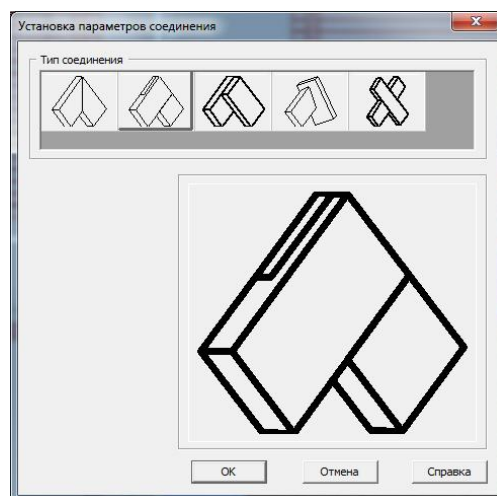 Установка параметров соединения
Тип соединения
OK
Отмена
Справка